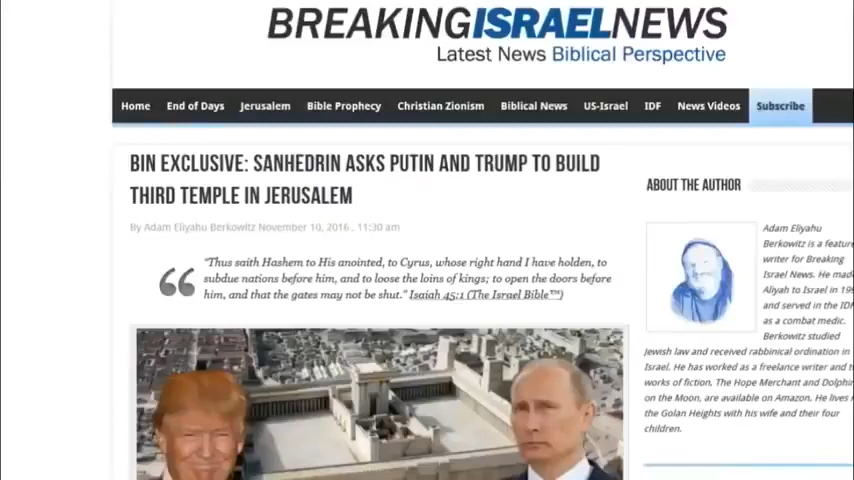 BREAKINGISRAELNEWS
Latest News Biblical Perspective
Home End of Days Jerusalem Bible Prophecy Christian Zionism Biblical News US-Israel IDF News Videos Subscribe
BIN EXCLUSIVE: SANHEDRIN ASKS PUTIN AND TRUMP TO BUILD
THIRD TEMPLE IN JERUSALEM
By Adam Eliyahu Berkowitz November 10, 2016 , 11:30 am
"Thus saith Hashem to His anointed, to Cyrus, whose right hand I have holden, to
subdue nations before him, and to loose the loins of kings; to open the doors before
him, and that the gates may not be shut." Isaiah 45:1 (The Israel Bible™)
ABOUT THE AUTHOR
Adam Eliyahu
Berkowitz is a
writer for Breaking
Israel News. He
Aliyah to Israel in
and served in the
as a combat medic.
Berkowitz studied
Jewish law and received rabbinical ordination in
Israel. He has worked as a freelance writer and
works of fiction, The Hope Merchant and
on the Moon, are available on Amazon. He lives
the Golan Heights with his wife and their four
children.